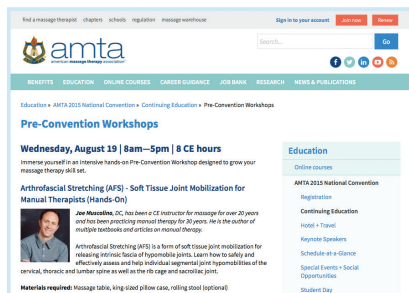 find a massage therapist chapters schools regulation massage warehouse
Sign in to your account Join now Renew
amta
american massage therapy association
Search... Go
BENEFITS EDUCATION ONLINE COURSES CAREER GUIDANCE JOB BANK RESEARCH NEWS & PUBLICATIONS
Education » AMTA 2015 National Convention » Continuing Education » Pre-Convention Workshops
Pre-Convention Workshops
Wednesday, August 19 | 8am—5pm | 8 CE hours
Immerse yourself in an intensive hands-on Pre-Convention Workshop designed to grow your
massage therapy skill set.
Arthrofascial Stretching (AFS) - Soft Tissue Joint Mobilization for
Manual Therapists (Hands-On)
Joe Muscolino, DC, has been a CE instructor for massage for over 20 years
and has been practicing manual therapy for 30 years. He is the author of
multiple textbooks and articles on manual therapy.
Arthrofascial Stretching (AFS) is a form of soft tissue joint mobilization for
releasing intrinsic fascia of hypomobile joints. Learn how to safely and
effectively assess and help individual segmental joint hypomobilities of the
cervical, thoracic and lumbar spine as well as the rib cage and sacroiliac joint.
Materials required: Massage table, king-sized pillow case, rolling stool (optional)
Education
Online courses
AMTA 2015 National Convention
Registration
Continuing Education
Hotel + Travel
Keynote Speakers
Schedule-at-a-Glance
Special Events + Social
Opportunities
Student Day